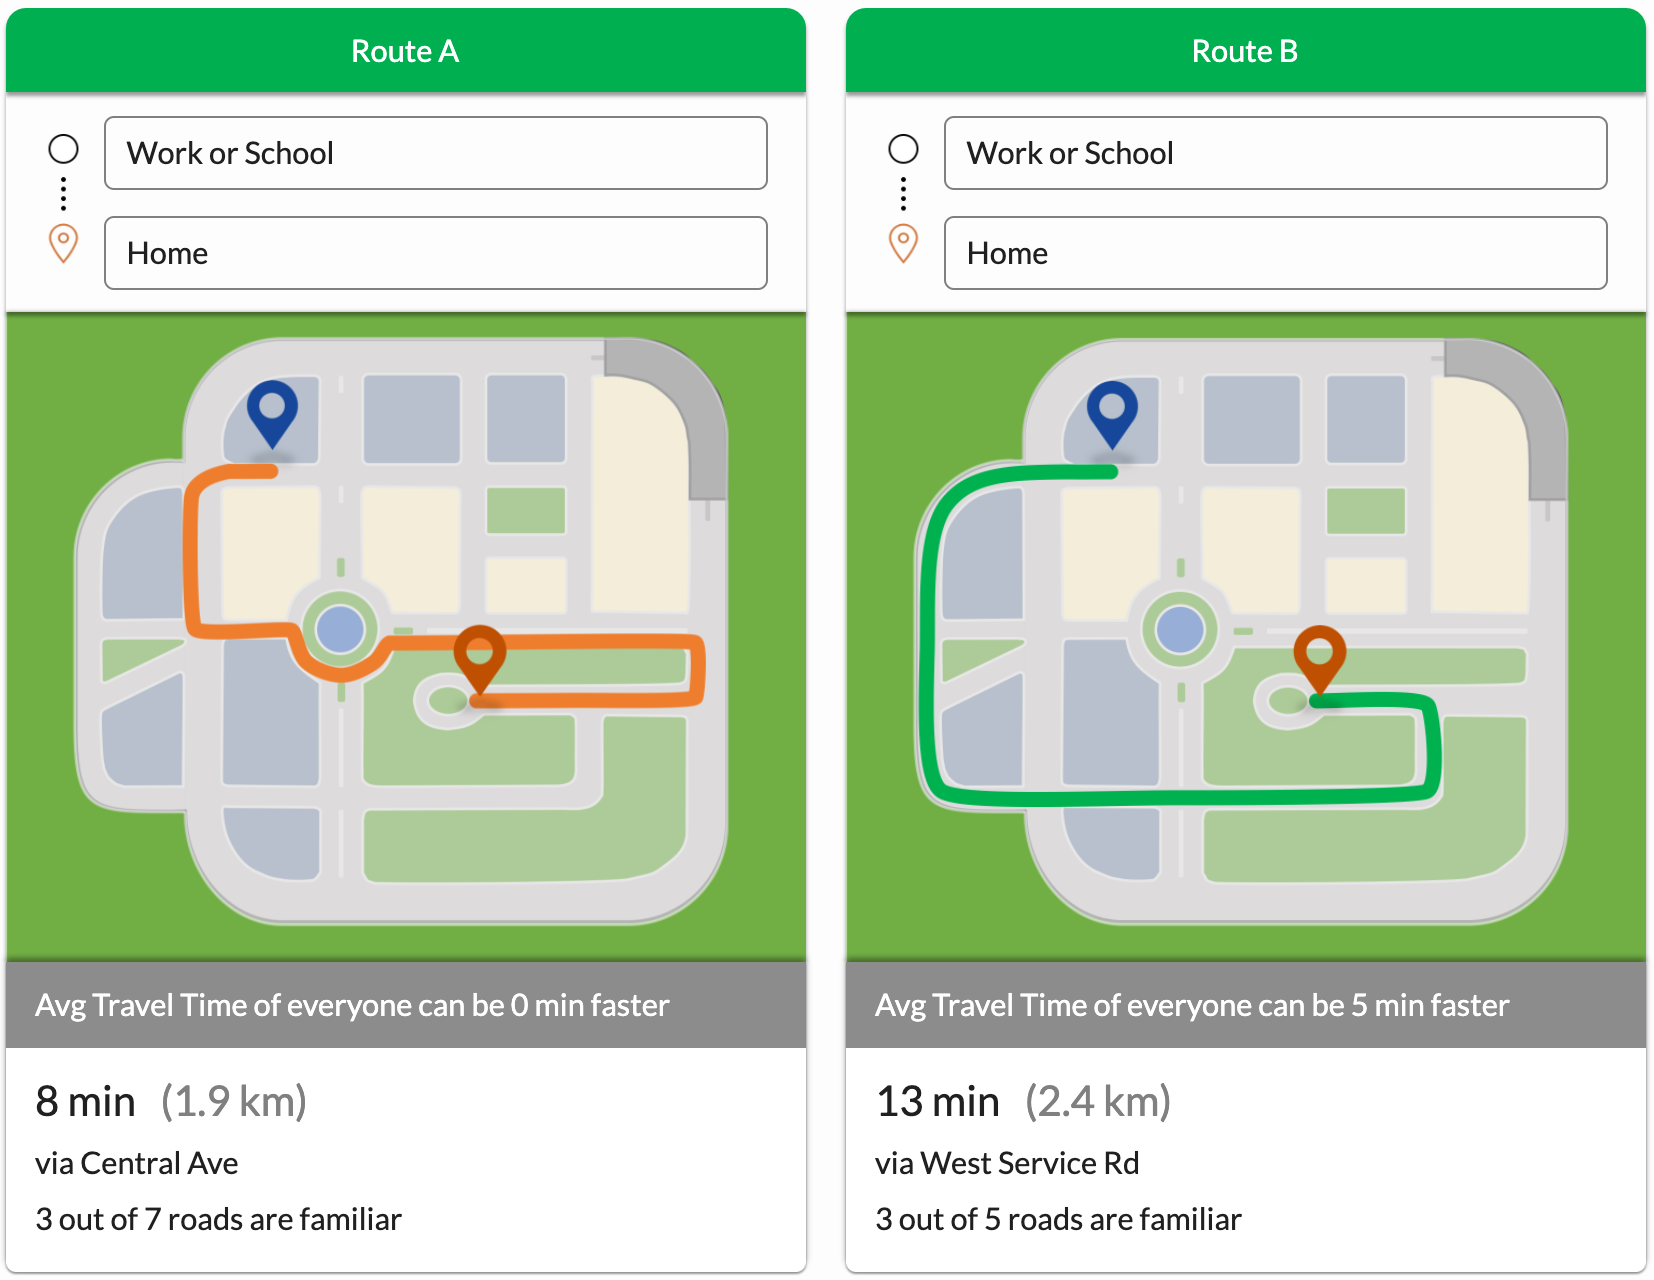 Route A
Work or School
Home
Avg Travel Time of everyone can be 0 min faster
8 min (1.9 km)
via Central Ave
3 out of 7 roads are familiar
Route B
Work or School
Home
Avg Travel Time of everyone can be 5 min faster
13 min (2.4 km)
via West Service Rd
3 out of 5 roads are familiar